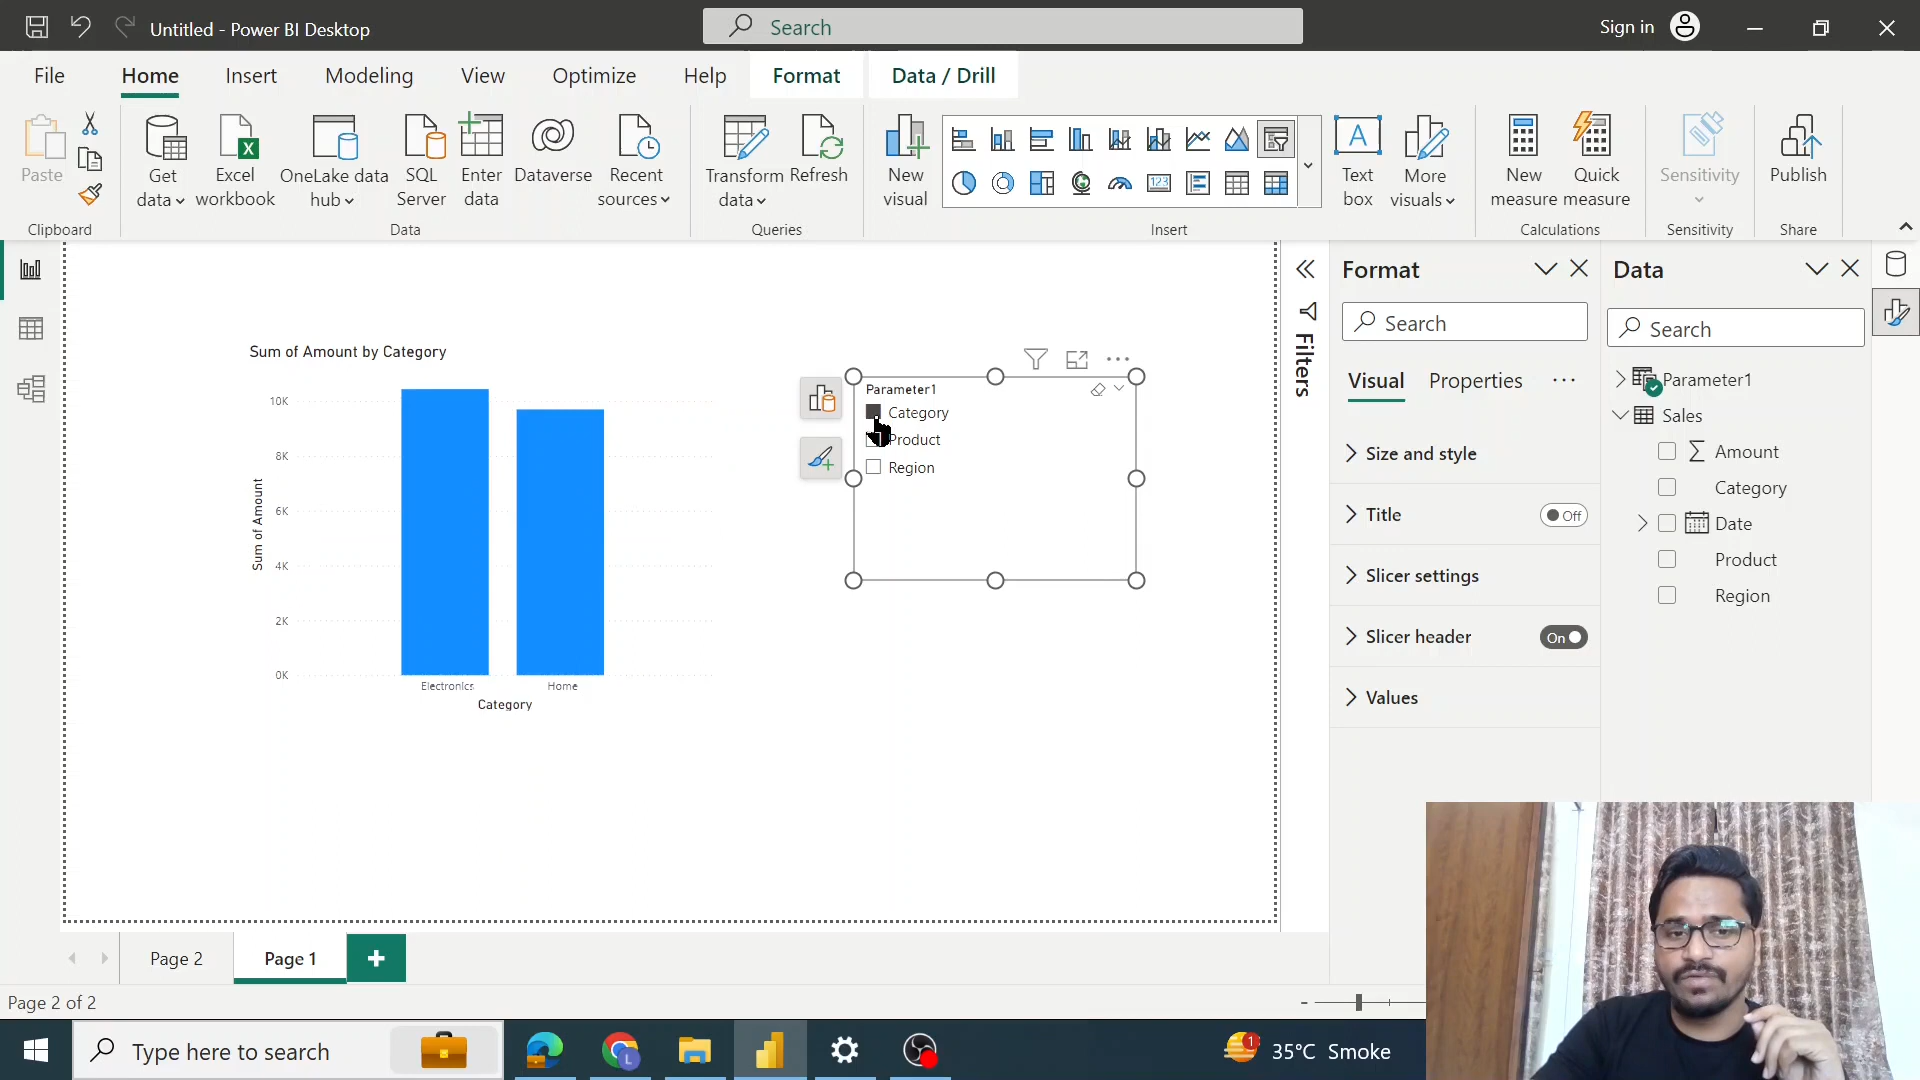 Untitled - Power BI Desktop
Search
Sign in
File
Home
Insert
Modeling
View
Optimize
Help
Format
Data / Drill
Paste
Get
data
Excel
workbook
OneLake data
hub
SQL
Server
Enter
data
Dataverse
Recent
sources
Transform
data
Refresh
New
visual
Text
box
More
visuals
New
measure
Quick
measure
Sensitivity
Publish
Clipboard
Data
Queries
Insert
Calculations
Sensitivity
Share
Sum of Amount by Category
Sum of Amount
10K
8K
6K
4K
2K
0K
Electronics
Home
Category
Parameter1
Category
Product
Region
Filters
Format
Search
Visual
Properties
Size and style
Title
Off
Slicer settings
Slicer header
On
Values
Data
Search
Parameter1
Sales
Amount
Category
Date
Product
Region
Page 2
Page 1
Page 2 of 2
Type here to search
L
1
35°C Smoke